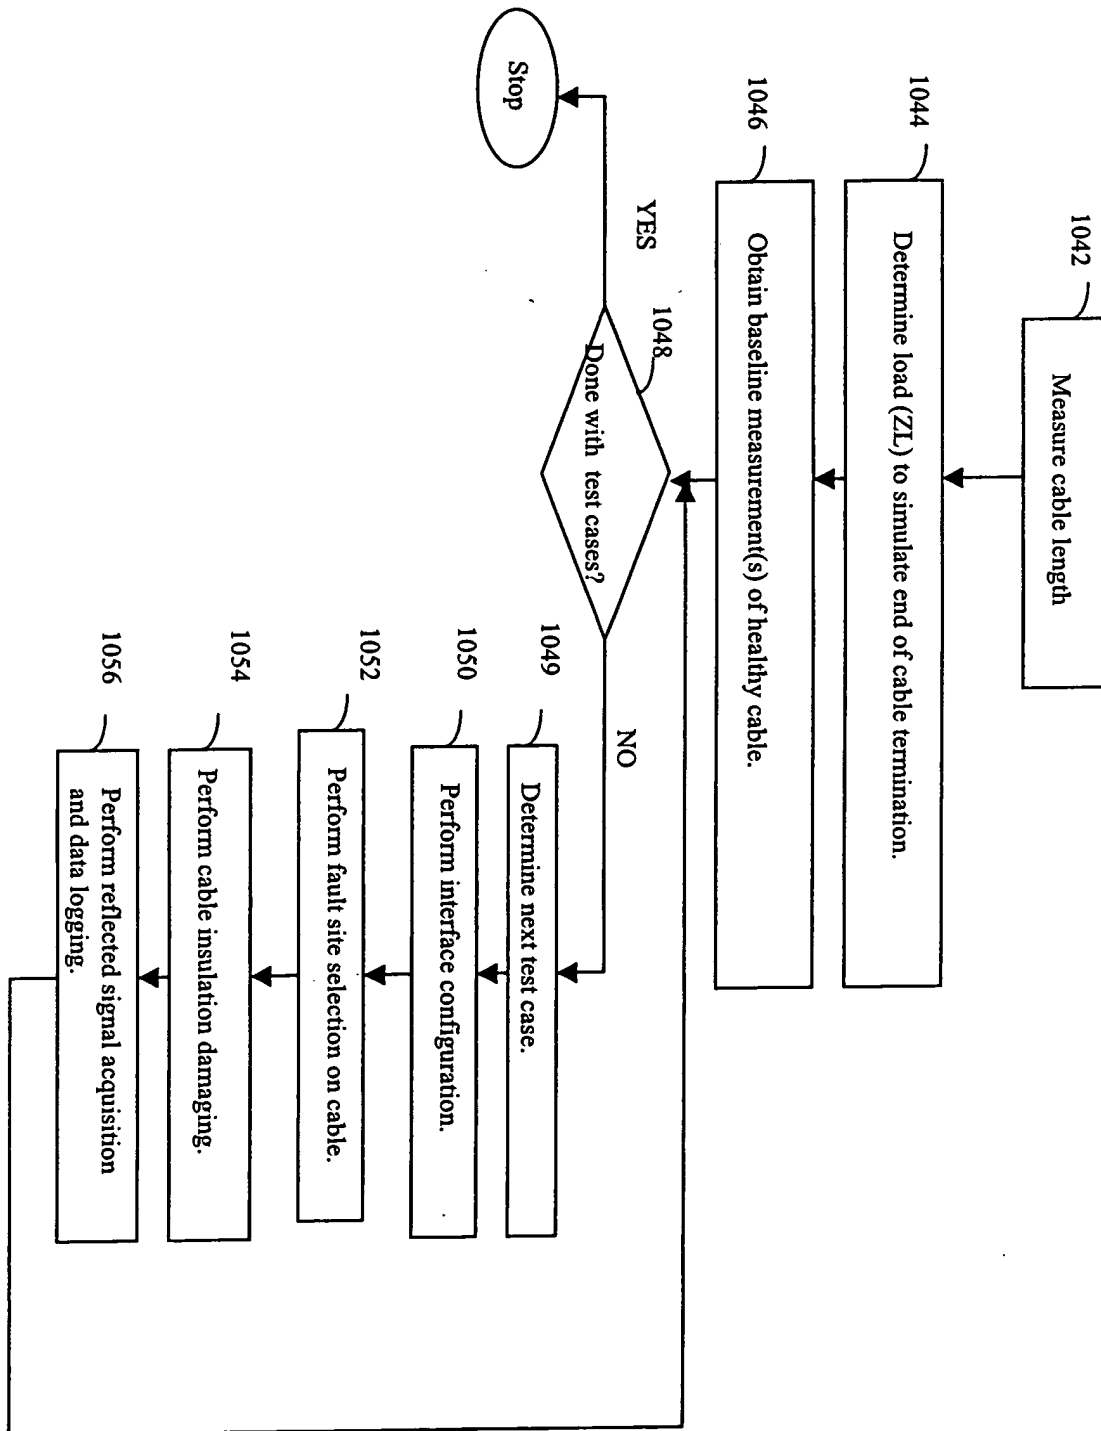 1042
Measure cable length
1044
Determine load (ZL) to simulate end of cable termination.
1046
Obtain baseline measurement(s) of healthy cable.
1048
Done with test cases?
YES
Stop
NO
1049
Determine next test case.
1050
Perform interface configuration.
1052
Perform fault site selection on cable.
1054
Perform cable insulation damaging.
1056
Perform reflected signal acquisition
and data logging.